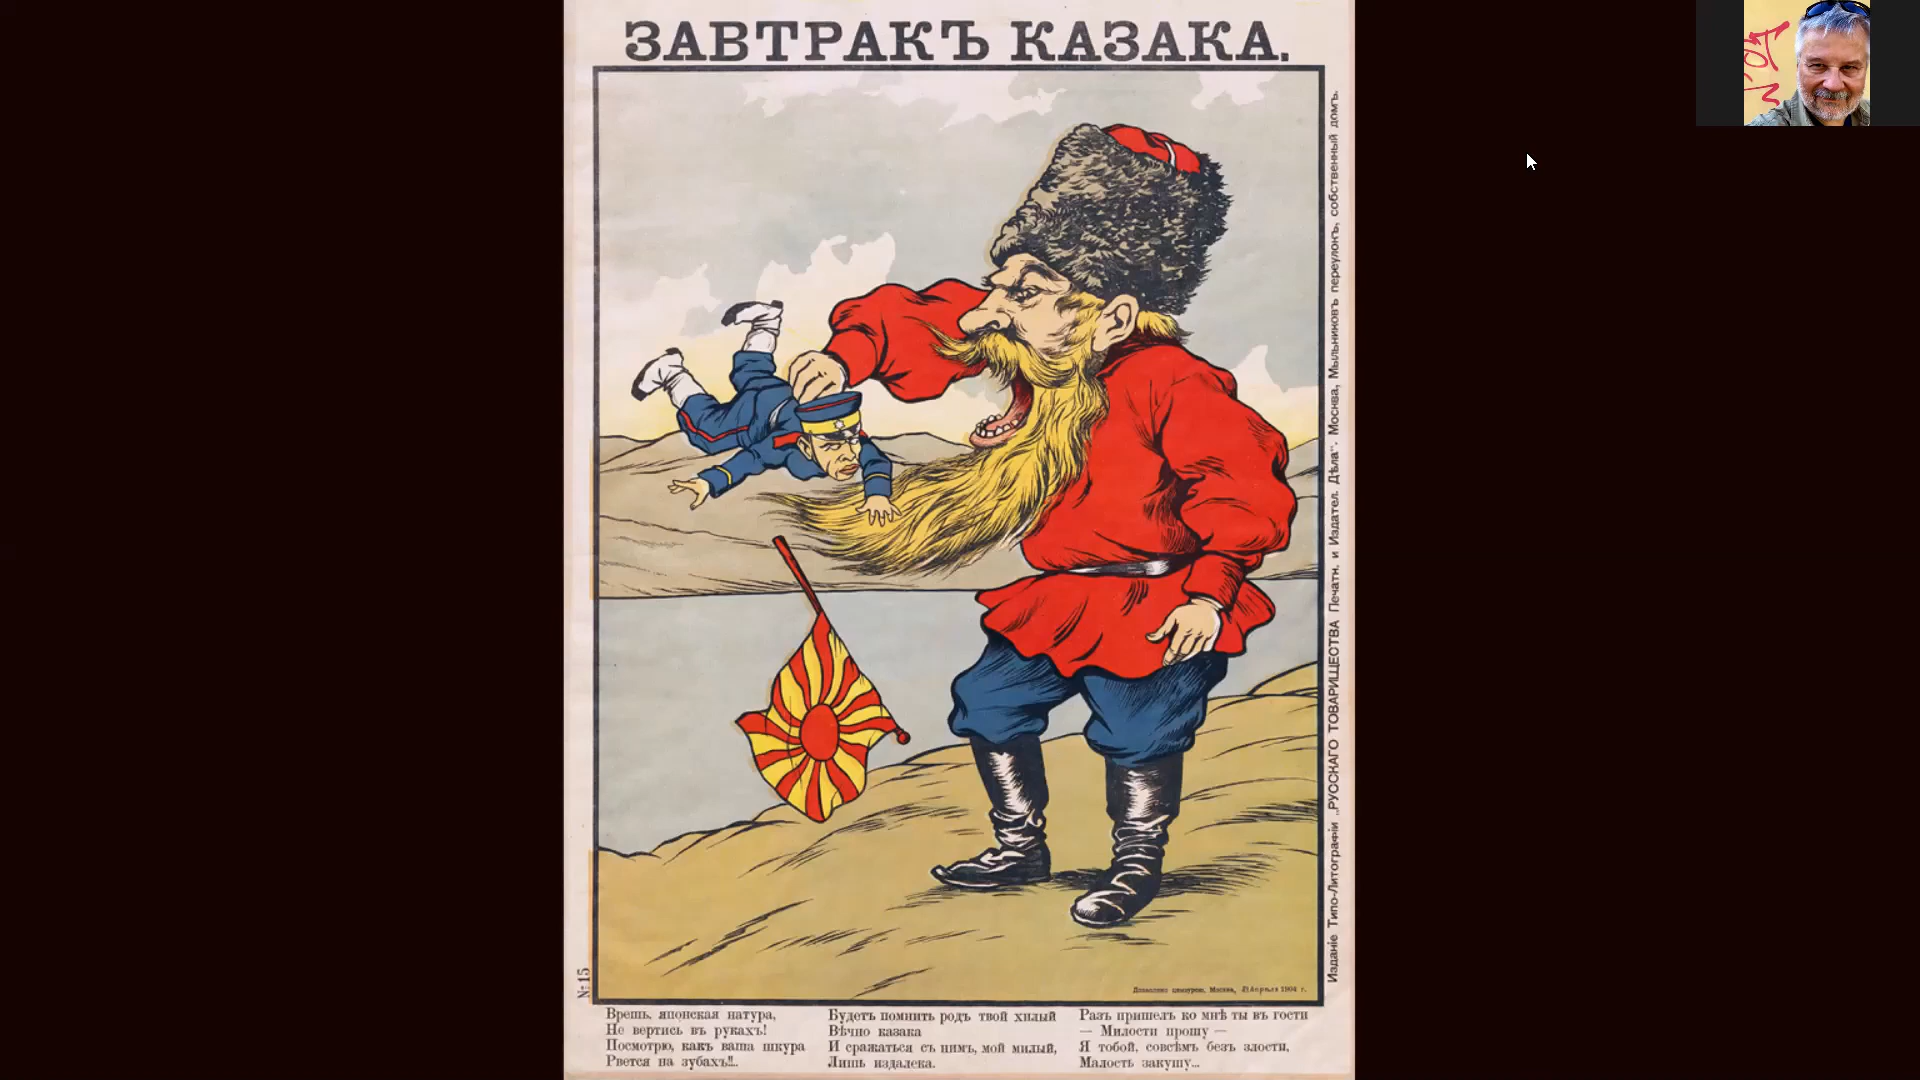 ЗАВТРАКЪ КАЗАКА.
Изданіе Типо-Литографіи „РУССКАГО ТОВАРИЩЕСТВА Печатн. и Издател. Дѣла“. Москва, Мыльниковъ переулокъ, собственный домъ.
№ 15
Дозволено цензурою, Москва, 21 Апрѣля 1904 г.
Врешь, японская натура,
Не вертись въ рукахъ!
Посмотрю, какъ ваша шкура
Рвется на зубахъ!!..
Будетъ помнить родъ твой хилый
Вѣчно казака
И сражаться съ нимъ, мой милый,
Лишь издалека.
Разъ пришелъ ко мнѣ ты въ гости
— Милости прошу —
Я тобой, совсѣмъ безъ злости,
Малость закушу...